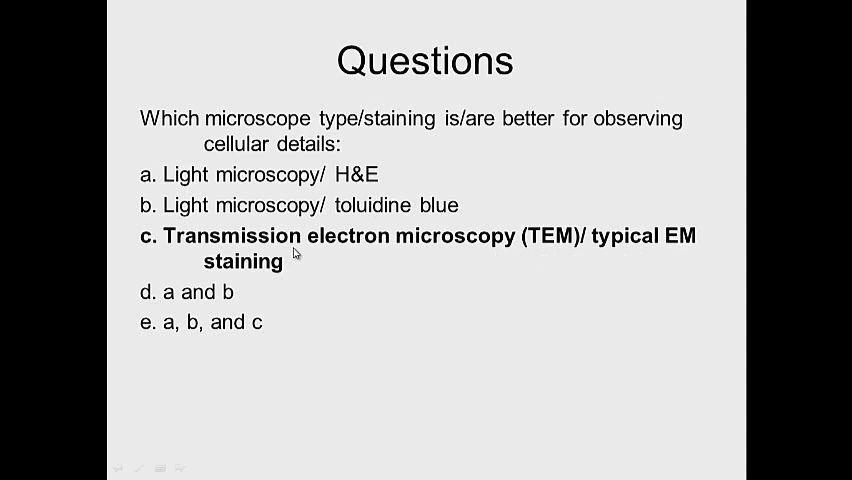 Questions
Which microscope type/staining is/are better for observing
cellular details:
a. Light microscopy/ H&E
b. Light microscopy/ toluidine blue
c. Transmission electron microscopy (TEM)/ typical EM
staining
d. a and b
e. a, b, and c